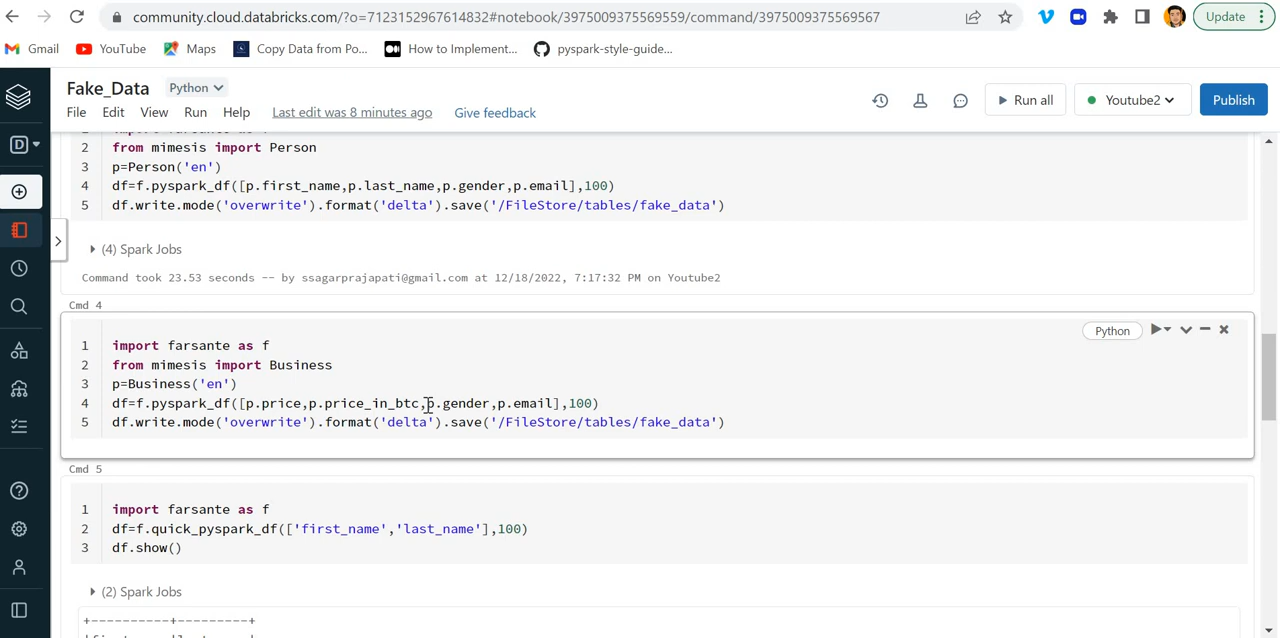 community.cloud.databricks.com/?o=7123152967614832#notebook/3975009375569559/command/3975009375569567
Update
Gmail
YouTube
Maps
Copy Data from Po...
How to Implement...
pyspark-style-guide...
Fake_Data
Python
File Edit View Run Help Last edit was 8 minutes ago Give feedback
Run all
Youtube2
Publish
D
2 from mimesis import Person
3 p=Person('en')
4 df=f.pyspark_df([p.first_name,p.last_name,p.gender,p.email],100)
5 df.write.mode('overwrite').format('delta').save('/FileStore/tables/fake_data')
(4) Spark Jobs
Command took 23.53 seconds -- by ssagarprajapati@gmail.com at 12/18/2022, 7:17:32 PM on Youtube2
Cmd 4
Python
1 import farsante as f
2 from mimesis import Business
3 p=Business('en')
4 df=f.pyspark_df([p.price,p.price_in_btc,p.gender,p.email],100)
5 df.write.mode('overwrite').format('delta').save('/FileStore/tables/fake_data')
Cmd 5
1 import farsante as f
2 df=f.quick_pyspark_df(['first_name','last_name'],100)
3 df.show()
(2) Spark Jobs
+----------+---------+